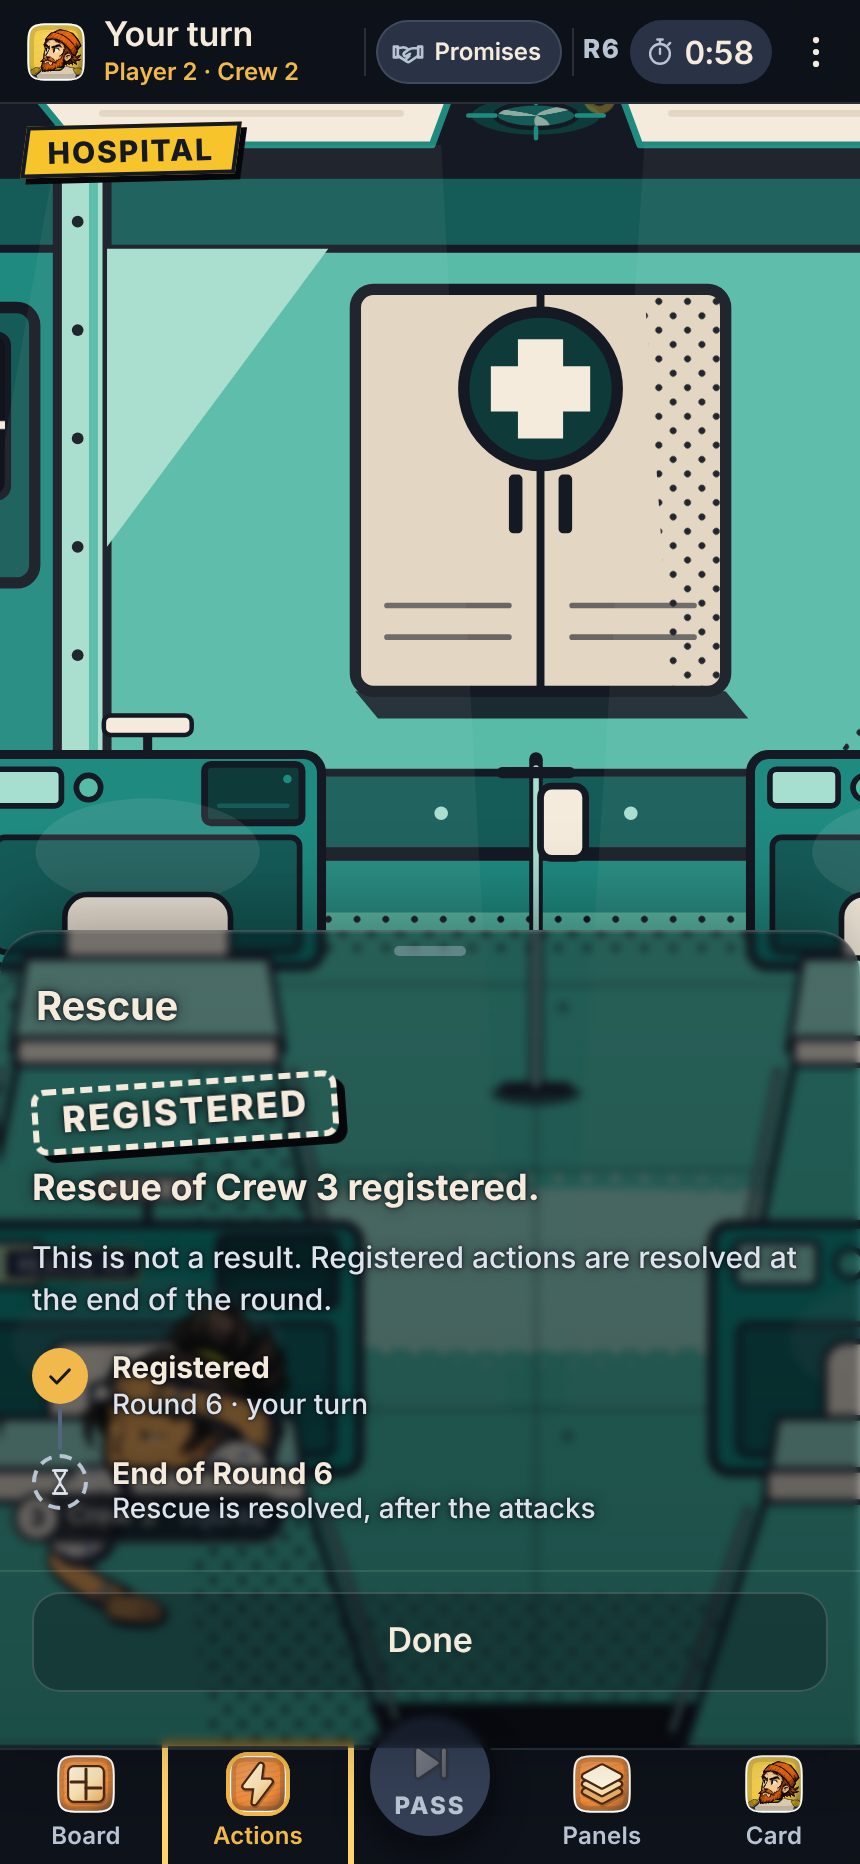 Your turn
Player 2 · Crew 2
Promises
R6
0:58
HOSPITAL
Rescue
REGISTERED
Rescue of Crew 3 registered.
This is not a result. Registered actions are resolved at
the end of the round.
Registered
Round 6 · your turn
End of Round 6
Rescue is resolved, after the attacks
Done
Board
Actions
PASS
Panels
Card